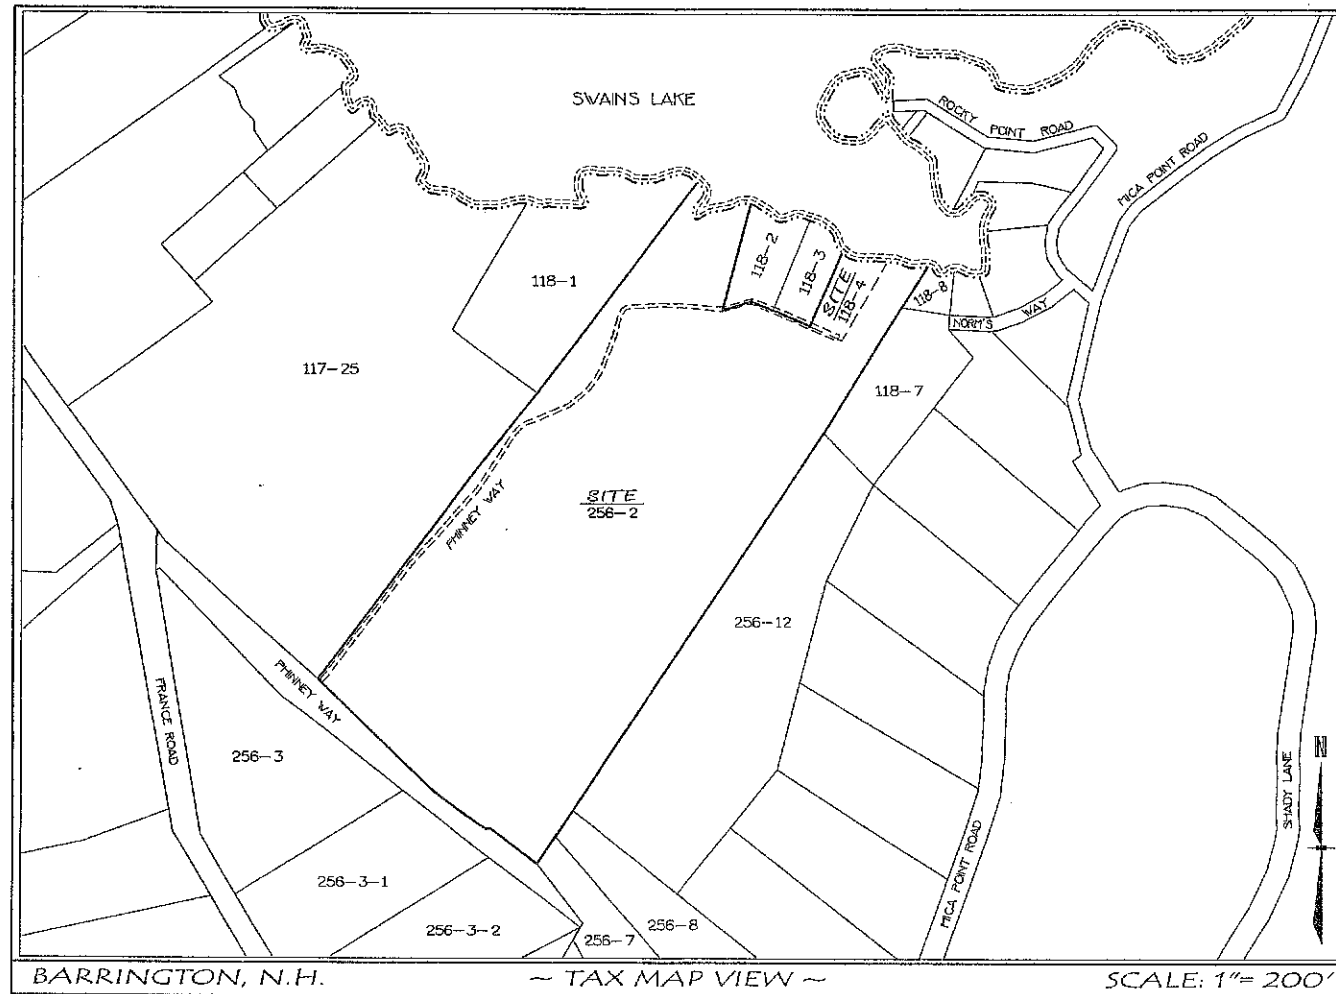 SWAINS LAKE
ROCKY POINT ROAD
MICA POINT ROAD
118-1
118-2
118-3
SITE
118-4
118-8
NORM'S WAY
117-25
118-7
PHINNEY WAY
SITE
256-2
256-12
PHINNEY WAY
FRANCE ROAD
256-3
256-3-1
256-3-2
256-7
256-8
MICA POINT ROAD
SHADY LANE
N
BARRINGTON, N.H.
~ TAX MAP VIEW ~
SCALE: 1"= 200'